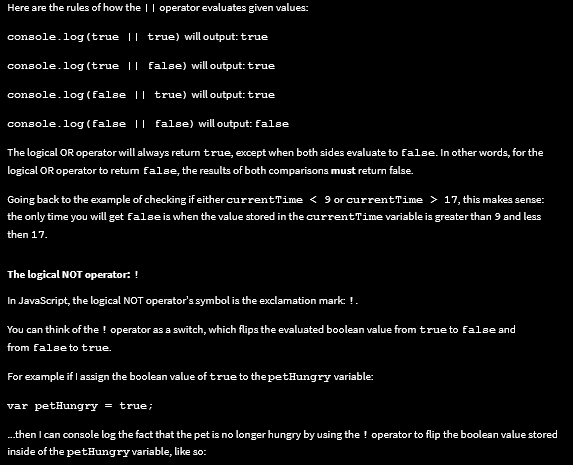 Here are the rules of how the || operator evaluates given values:
console.log(true || true) will output: true
console.log(true || false) will output: true
console.log(false || true) will output: true
console.log(false || false) will output: false
The logical OR operator will always return true, except when both sides evaluate to false. In other words, for the
logical OR operator to return false, the results of both comparisons must return false.
Going back to the example of checking if either currentTime < 9 or currentTime > 17, this makes sense:
the only time you will get false is when the value stored in the currentTime variable is greater than 9 and less
then 17.
The logical NOT operator: !
In JavaScript, the logical NOT operator's symbol is the exclamation mark: !.
You can think of the ! operator as a switch, which flips the evaluated boolean value from true to false and
from false to true.
For example if I assign the boolean value of true to the petHungry variable:
var petHungry = true;
...then I can console log the fact that the pet is no longer hungry by using the ! operator to flip the boolean value stored
inside of the petHungry variable, like so: